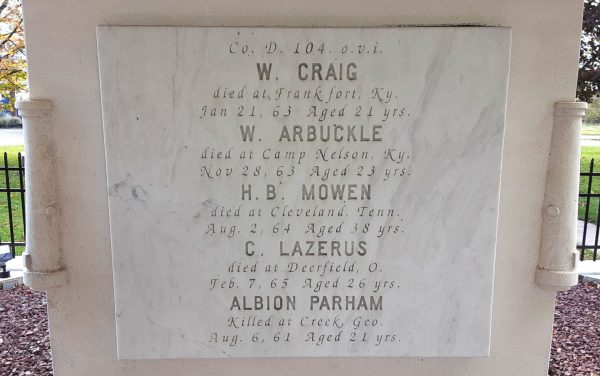 Co. D. 104. o.v.i.
W. CRAIG
died at Frankfort, Ky.
Jan 21, 63 Aged 21 yrs.
W. ARBUCKLE
died at Camp Nelson, Ky.
Nov 28, 63 Aged 23 yrs.
H. B. MOWEN
died at Cleveland, Tenn.
Aug. 2, 64 Aged 38 yrs.
C. LAZERUS
died at Deerfield, O.
Feb. 7, 65 Aged 26 yrs.
ALBION PARHAM
Killed at Creek, Geo.
Aug. 6, 61 Aged 21 yrs.